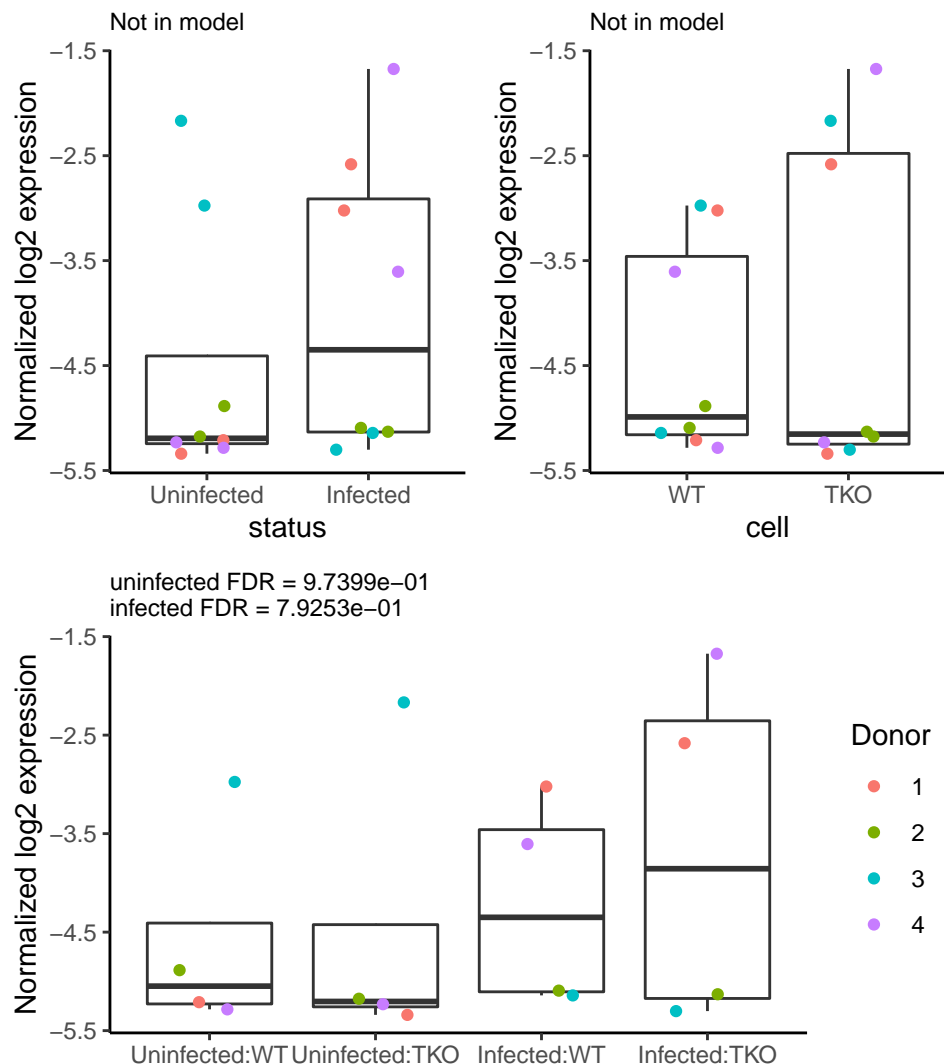 Not in model
Normalized log2 expression
−1.5
−2.5
−3.5
−4.5
−5.5
Uninfected Infected
status
Not in model
Normalized log2 expression
−1.5
−2.5
−3.5
−4.5
−5.5
WT TKO
cell
uninfected FDR = 9.7399e−01
infected FDR = 7.9253e−01
Normalized log2 expression
−1.5
−2.5
−3.5
−4.5
−5.5
Uninfected:WT Uninfected:TKO Infected:WT Infected:TKO
Donor
1
2
3
4